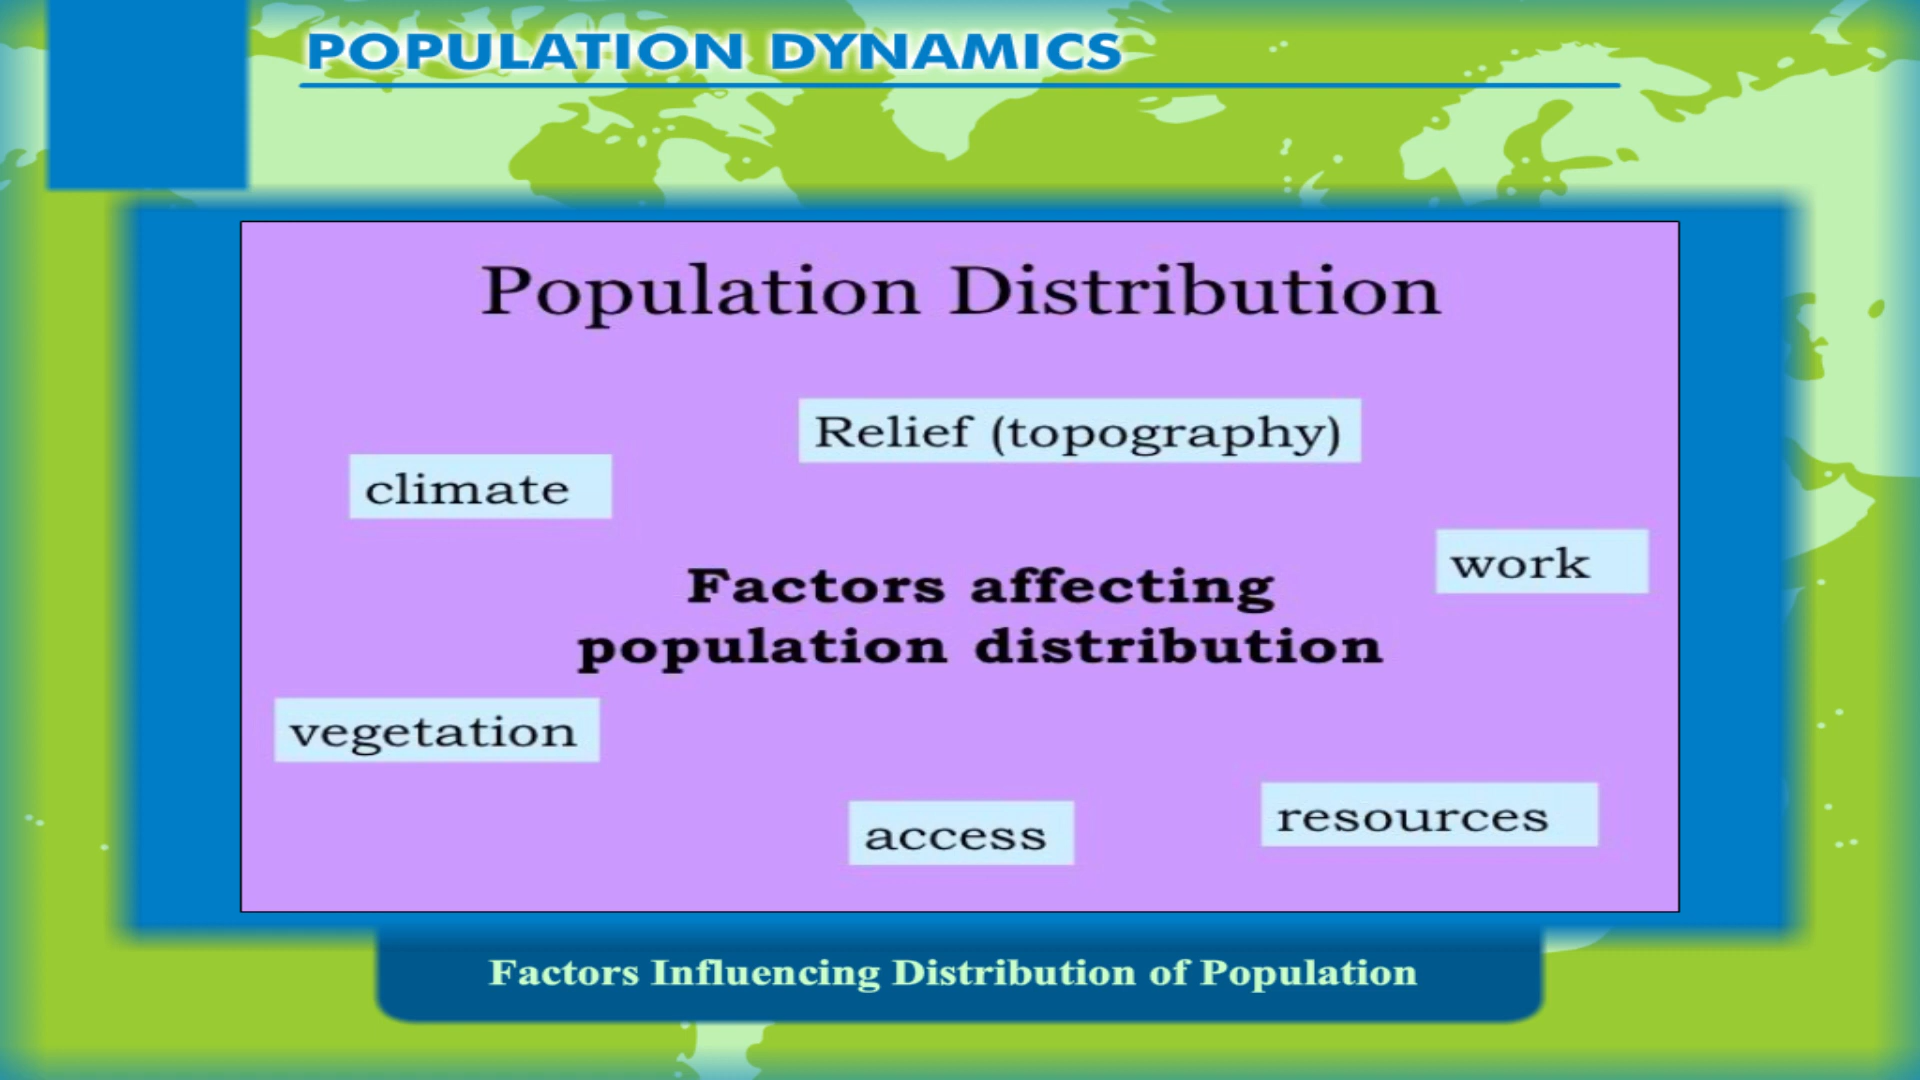 POPULATION DYNAMICS
Population Distribution
Relief (topography)
climate
work
Factors affecting
population distribution
vegetation
resources
access
Factors Influencing Distribution of Population